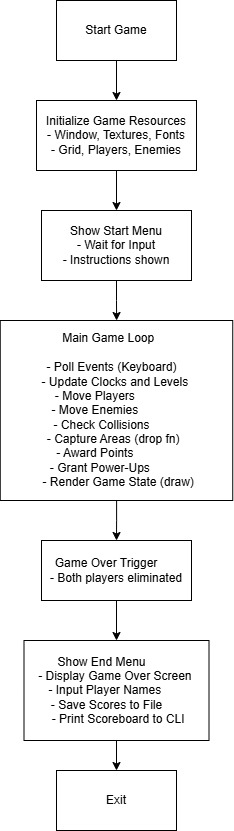 Start Game
Initialize Game Resources
- Window, Textures, Fonts
- Grid, Players, Enemies
Show Start Menu
- Wait for Input
- Instructions shown
Main Game Loop
- Poll Events (Keyboard)
- Update Clocks and Levels
- Move Players
- Move Enemies
- Check Collisions
- Capture Areas (drop fn)
- Award Points
- Grant Power-Ups
- Render Game State (draw)
Game Over Trigger
- Both players eliminated
Show End Menu
- Display Game Over Screen
- Input Player Names
- Save Scores to File
- Print Scoreboard to CLI
Exit